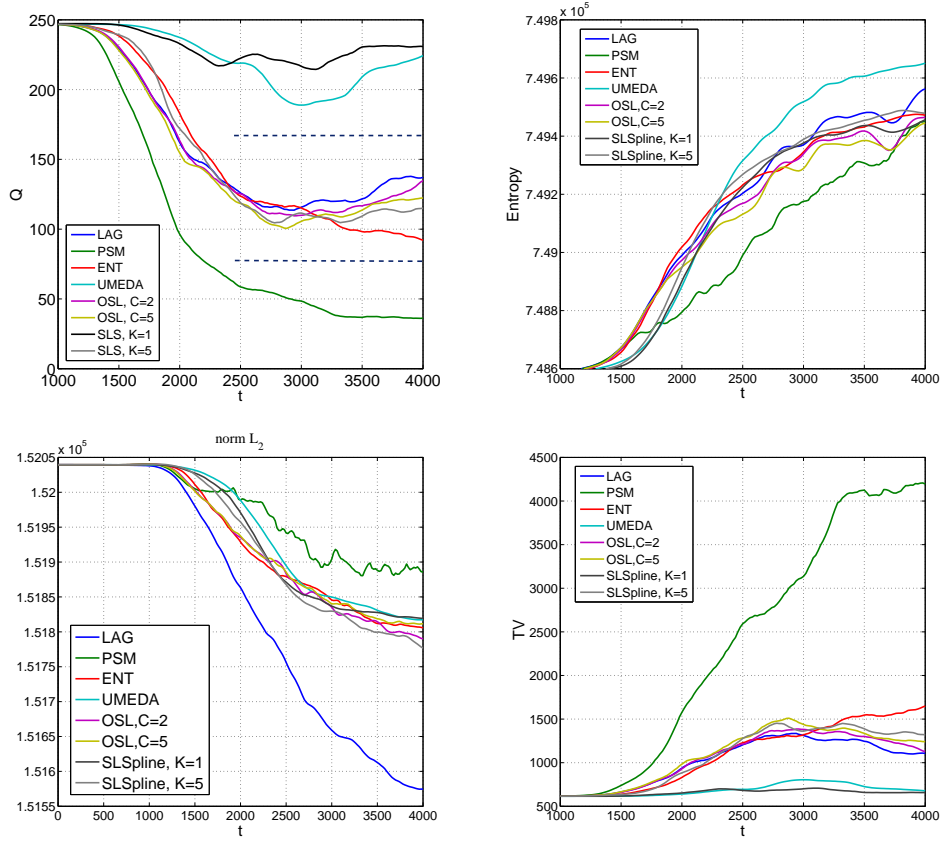 250
200
150
100
50
0
Q
LAG
PSM
ENT
UMEDA
OSL, C=2
OSL, C=5
SLS, K=1
SLS, K=5
1000 1500 2000 2500 3000 3500 4000
t
x 10^5
7.498
7.496
7.494
7.492
7.49
7.488
7.486
Entropy
LAG
PSM
ENT
UMEDA
OSL,C=2
OSL,C=5
SLSpline, K=1
SLSpline, K=5
1000 1500 2000 2500 3000 3500 4000
t
norm L_2
x 10^5
1.5205
1.52
1.5195
1.519
1.5185
1.518
1.5175
1.517
1.5165
1.516
1.5155
LAG
PSM
ENT
UMEDA
OSL,C=2
OSL,C=5
SLSpline, K=1
SLSpline, K=5
0 500 1000 1500 2000 2500 3000 3500 4000
t
4500
4000
3500
3000
2500
2000
1500
1000
500
TV
LAG
PSM
ENT
UMEDA
OSL,C=2
OSL,C=5
SLSpline, K=1
SLSpline, K=5
1000 1500 2000 2500 3000 3500 4000
t